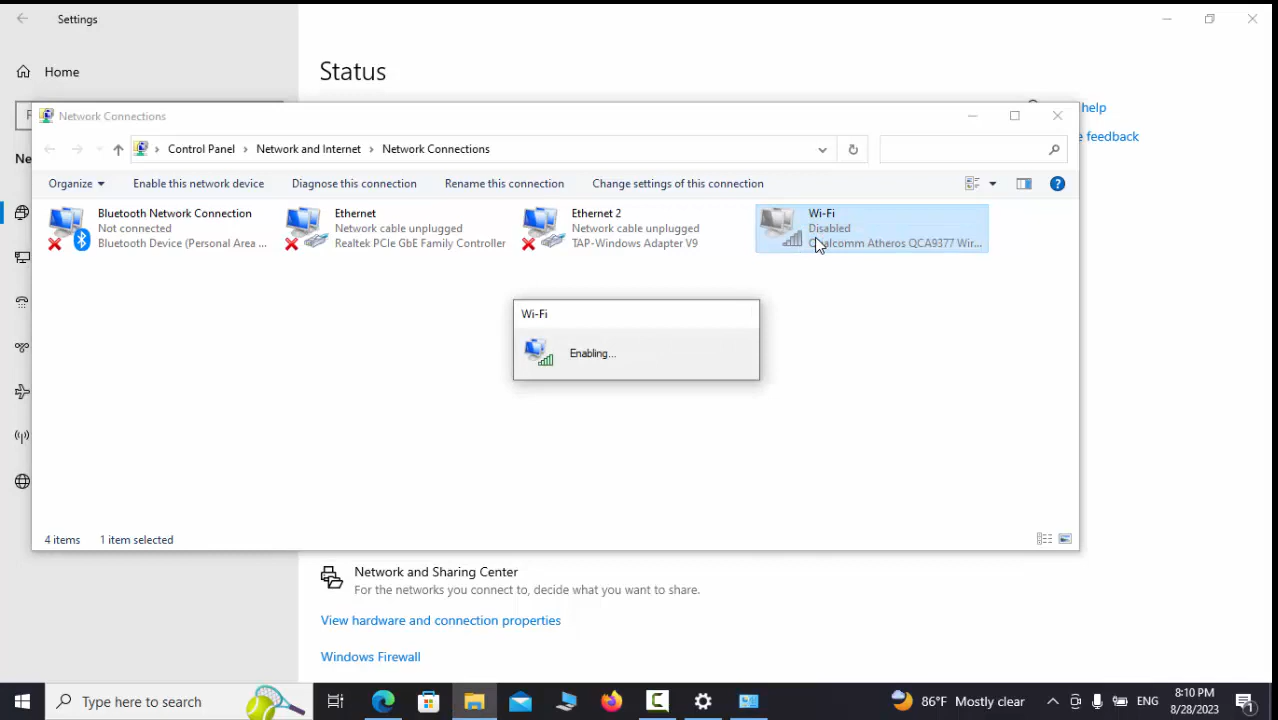 Settings
Home
Status
Network Connections
help
Control Panel
Network and Internet
Network Connections
e feedback
Ne
Organize
Enable this network device
Diagnose this connection
Rename this connection
Change settings of this connection
Bluetooth Network Connection
Not connected
Bluetooth Device (Personal Area ...
Ethernet
Network cable unplugged
Realtek PCIe GbE Family Controller
Ethernet 2
Network cable unplugged
TAP-Windows Adapter V9
Wi-Fi
Disabled
Qualcomm Atheros QCA9377 Wir...
Wi-Fi
Enabling...
4 items
1 item selected
Network and Sharing Center
For the networks you connect to, decide what you want to share.
View hardware and connection properties
Windows Firewall
Type here to search
86°F Mostly clear
ENG
8:10 PM
8/28/2023
1